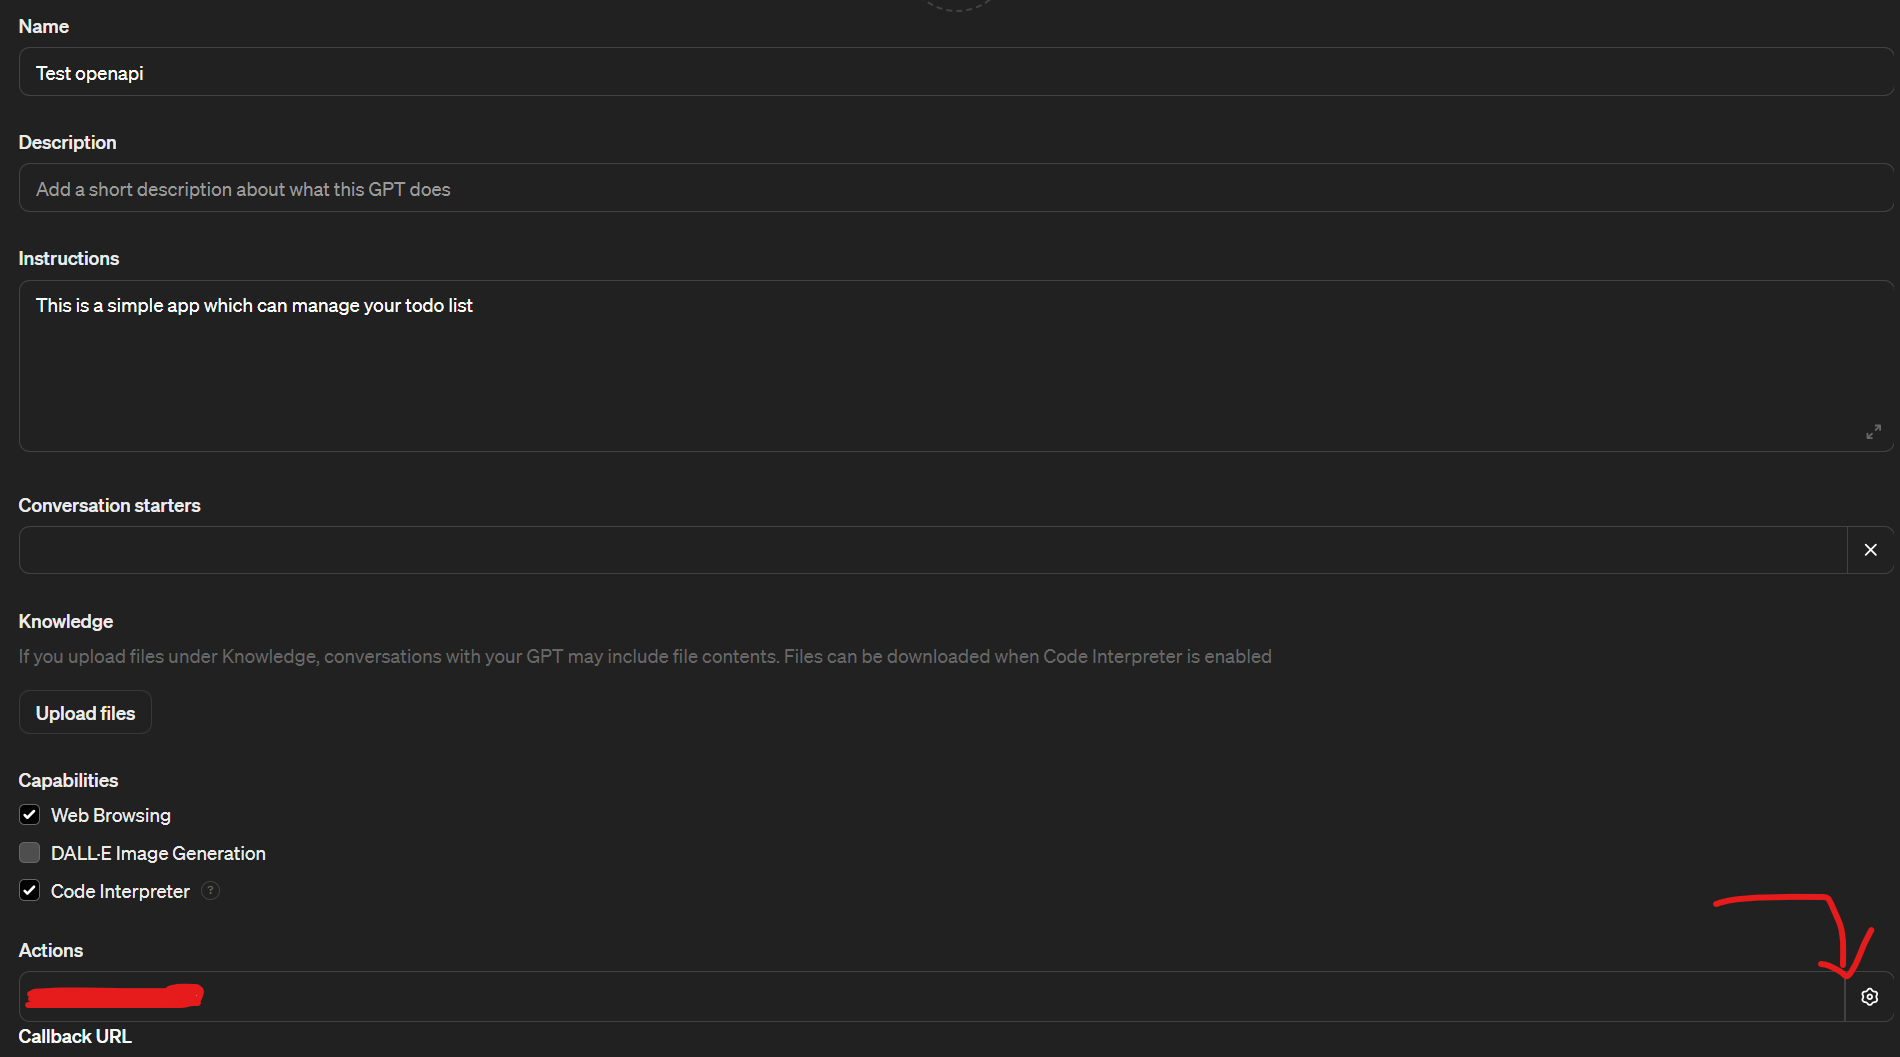 Name
Test openapi
Description
Add a short description about what this GPT does
Instructions
This is a simple app which can manage your todo list
Conversation starters
Knowledge
If you upload files under Knowledge, conversations with your GPT may include file contents. Files can be downloaded when Code Interpreter is enabled
Upload files
Capabilities
Web Browsing
DALL·E Image Generation
Code Interpreter ?
Actions
Callback URL